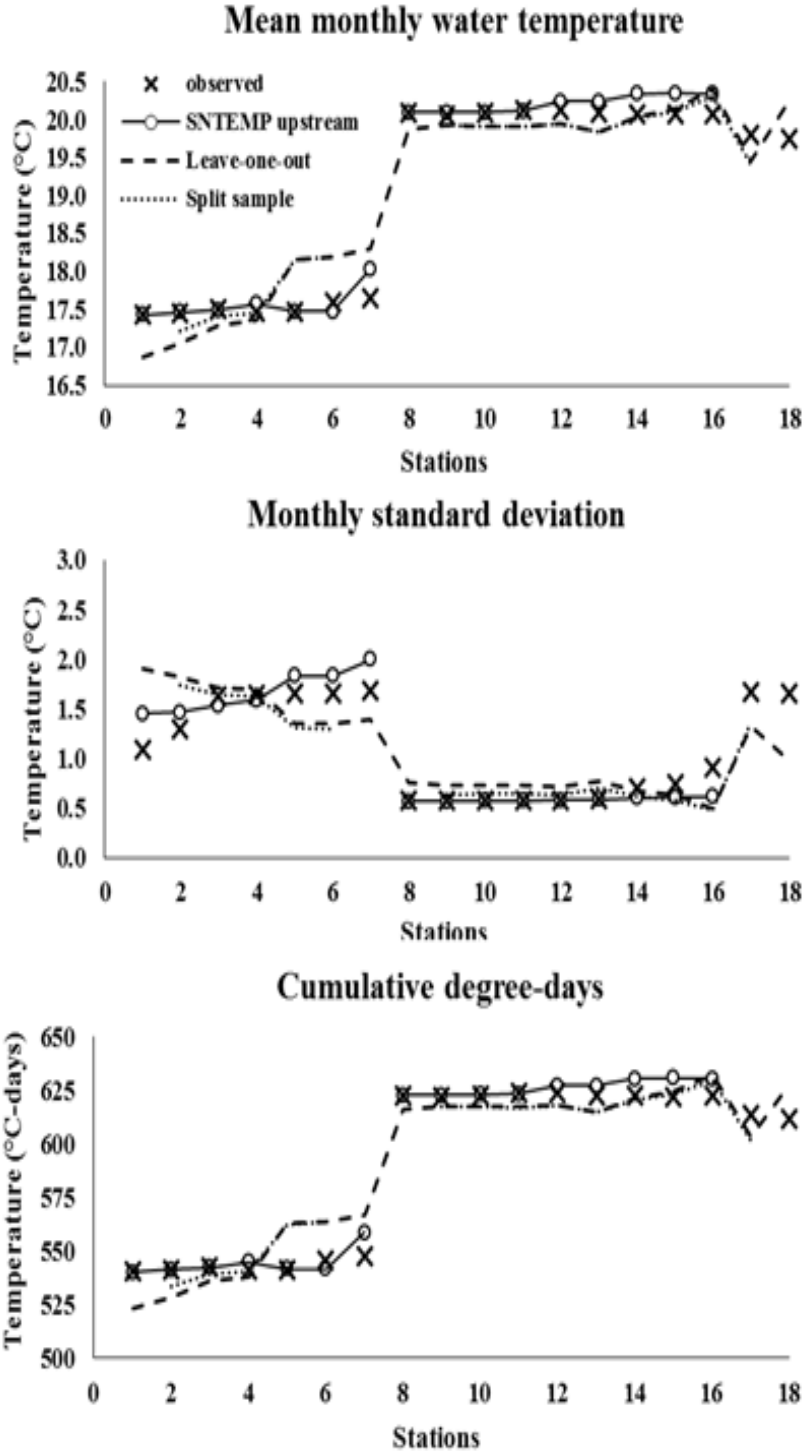 Mean monthly water temperature
Temperature (°C)
20.5
20.0
19.5
19.0
18.5
18.0
17.5
17.0
16.5
observed
SNTEMP upstream
Leave-one-out
Split sample
0 2 4 6 8 10 12 14 16 18
Stations
Monthly standard deviation
Temperature (°C)
3.0
2.5
2.0
1.5
1.0
0.5
0.0
0 2 4 6 8 10 12 14 16 18
Stations
Cumulative degree-days
Temperature (°C-days)
650
625
600
575
550
525
500
0 2 4 6 8 10 12 14 16 18
Stations